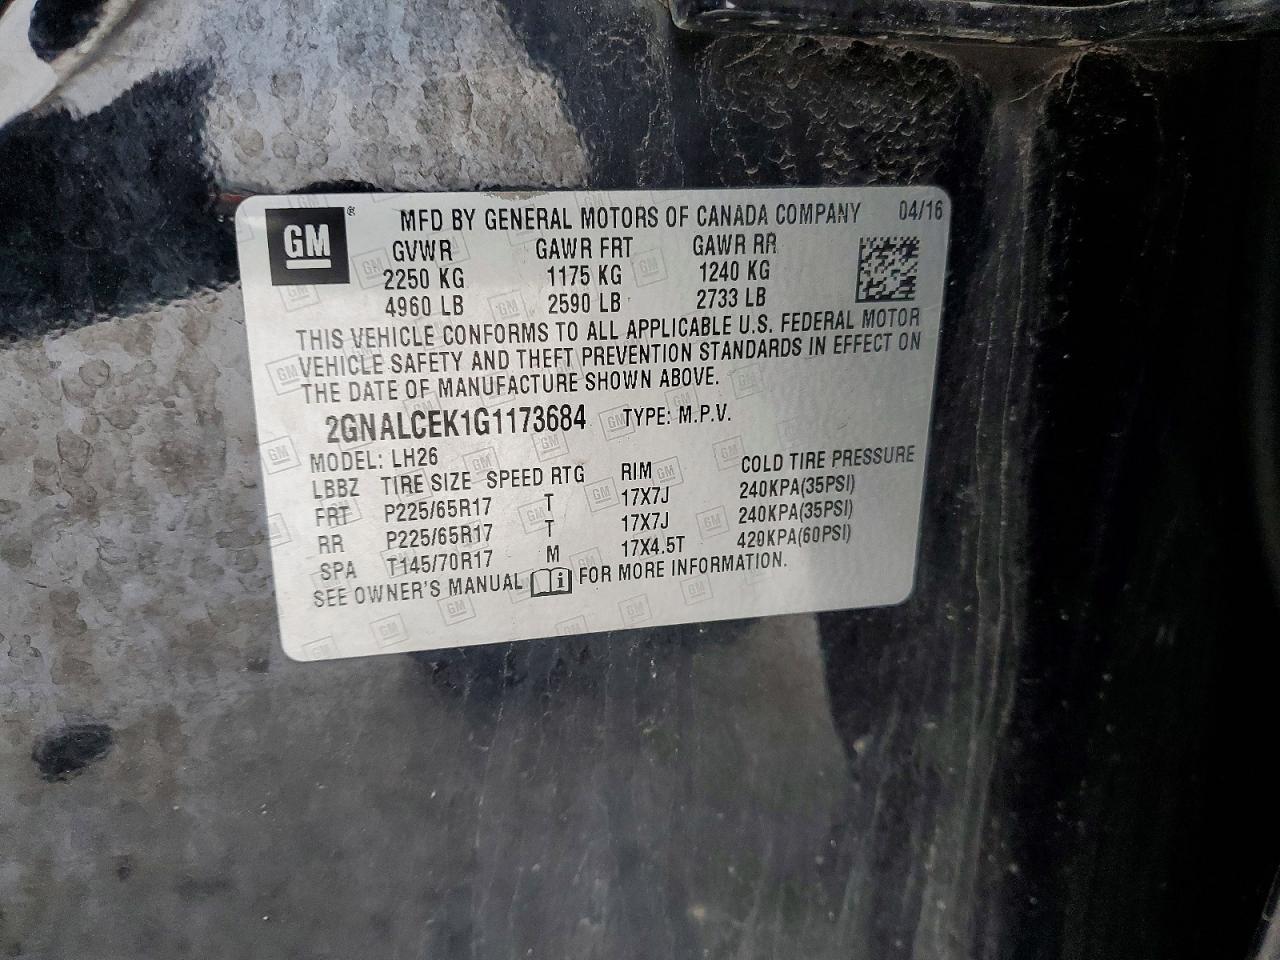 GM ® MFD BY GENERAL MOTORS OF CANADA COMPANY 04/16
GVWR GAWR FRT GAWR RR
2250 KG 1175 KG 1240 KG
4960 LB 2590 LB 2733 LB
THIS VEHICLE CONFORMS TO ALL APPLICABLE U.S. FEDERAL MOTOR
VEHICLE SAFETY AND THEFT PREVENTION STANDARDS IN EFFECT ON
THE DATE OF MANUFACTURE SHOWN ABOVE.
2GNALCEK1G1173684 TYPE: M.P.V.
MODEL: LH26
LBBZ TIRE SIZE SPEED RTG RIM COLD TIRE PRESSURE
FRT P225/65R17 T 17X7J 240KPA(35PSI)
RR P225/65R17 T 17X7J 240KPA(35PSI)
SPA T145/70R17 M 17X4.5T 420KPA(60PSI)
SEE OWNER'S MANUAL i FOR MORE INFORMATION.